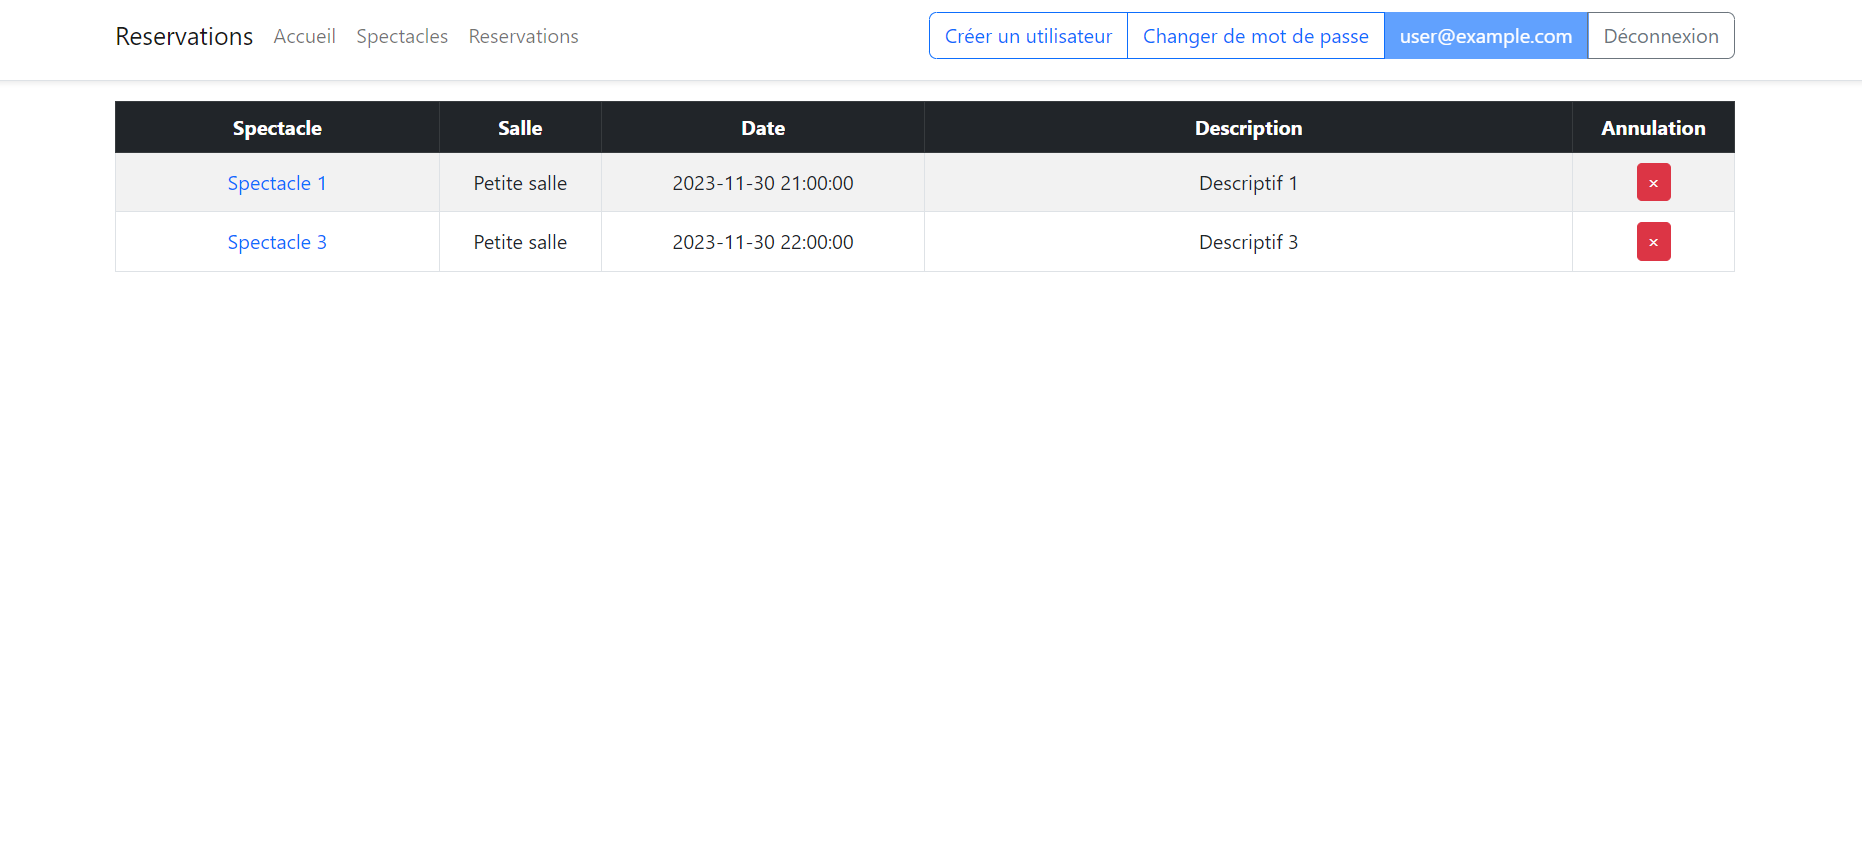 Reservations Accueil Spectacles Reservations Créer un utilisateur Changer de mot de passe user@example.com Déconnexion
Spectacle Salle Date Description Annulation
Spectacle 1 Petite salle 2023-11-30 21:00:00 Descriptif 1 ×
Spectacle 3 Petite salle 2023-11-30 22:00:00 Descriptif 3 ×